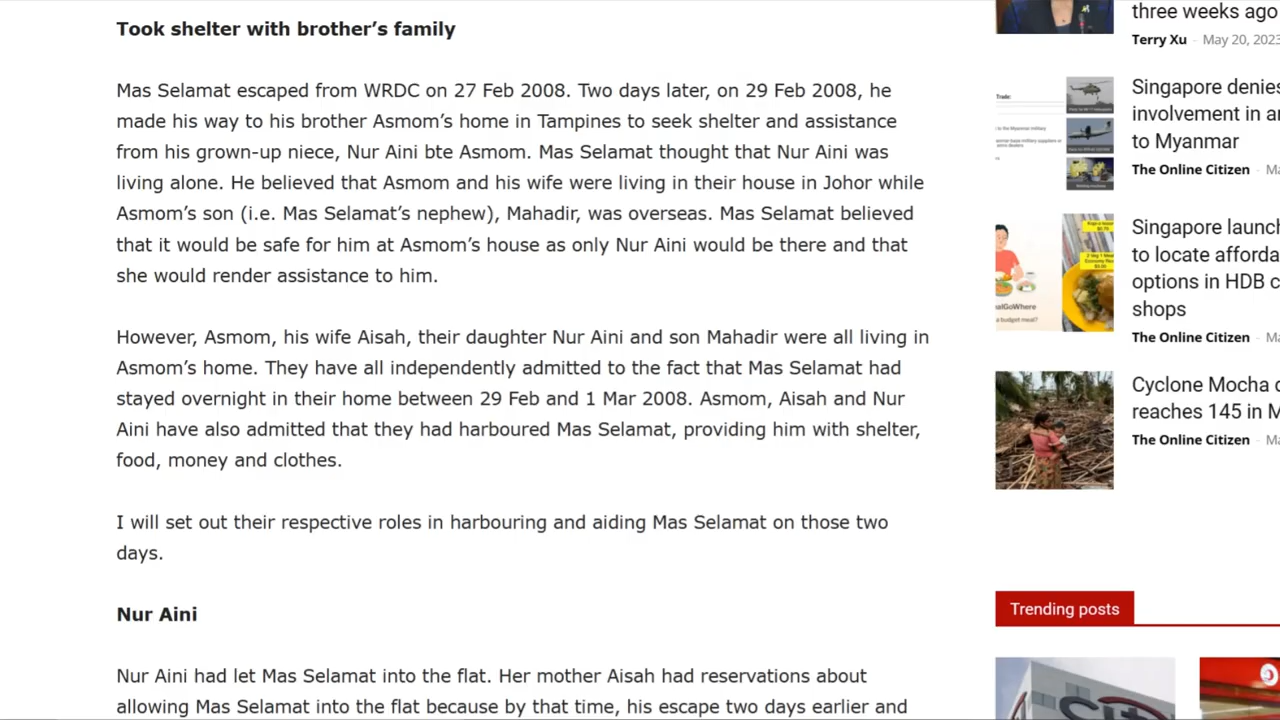 Took shelter with brother’s family
Mas Selamat escaped from WRDC on 27 Feb 2008. Two days later, on 29 Feb 2008, he
made his way to his brother Asmom’s home in Tampines to seek shelter and assistance
from his grown-up niece, Nur Aini bte Asmom. Mas Selamat thought that Nur Aini was
living alone. He believed that Asmom and his wife were living in their house in Johor while
Asmom’s son (i.e. Mas Selamat’s nephew), Mahadir, was overseas. Mas Selamat believed
that it would be safe for him at Asmom’s house as only Nur Aini would be there and that
she would render assistance to him.
However, Asmom, his wife Aisah, their daughter Nur Aini and son Mahadir were all living in
Asmom’s home. They have all independently admitted to the fact that Mas Selamat had
stayed overnight in their home between 29 Feb and 1 Mar 2008. Asmom, Aisah and Nur
Aini have also admitted that they had harboured Mas Selamat, providing him with shelter,
food, money and clothes.
I will set out their respective roles in harbouring and aiding Mas Selamat on those two
days.
Nur Aini
Nur Aini had let Mas Selamat into the flat. Her mother Aisah had reservations about
allowing Mas Selamat into the flat because by that time, his escape two days earlier and
three weeks ago
Terry Xu - May 20, 2023
Trade:
Singapore denies
involvement in a
to Myanmar
The Online Citizen - Ma
Singapore launch
to locate afforda
options in HDB c
shops
The Online Citizen - Ma
alGoWhere
a budget meal?
Cyclone Mocha d
reaches 145 in M
The Online Citizen - Ma
Trending posts
citi